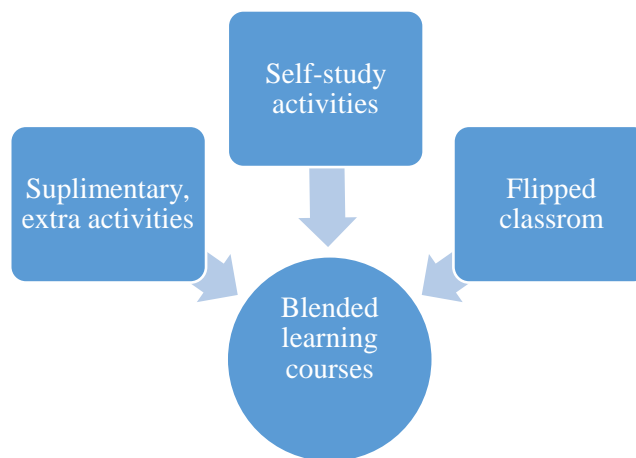 Self-study
activities
Suplimentary,
extra activities
Flipped
classrom
Blended
learning
courses